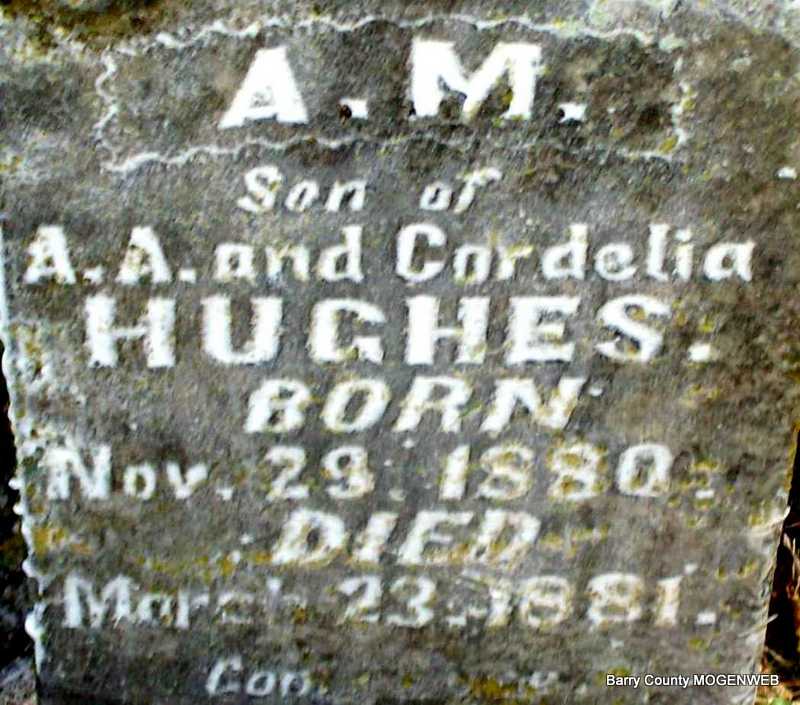 A. M.
Son of
A. A. and Cordelia
HUGHES.
BORN
Nov. 29. 1880.
DIED
March 23. 1881.
Barry County MOGENWEB